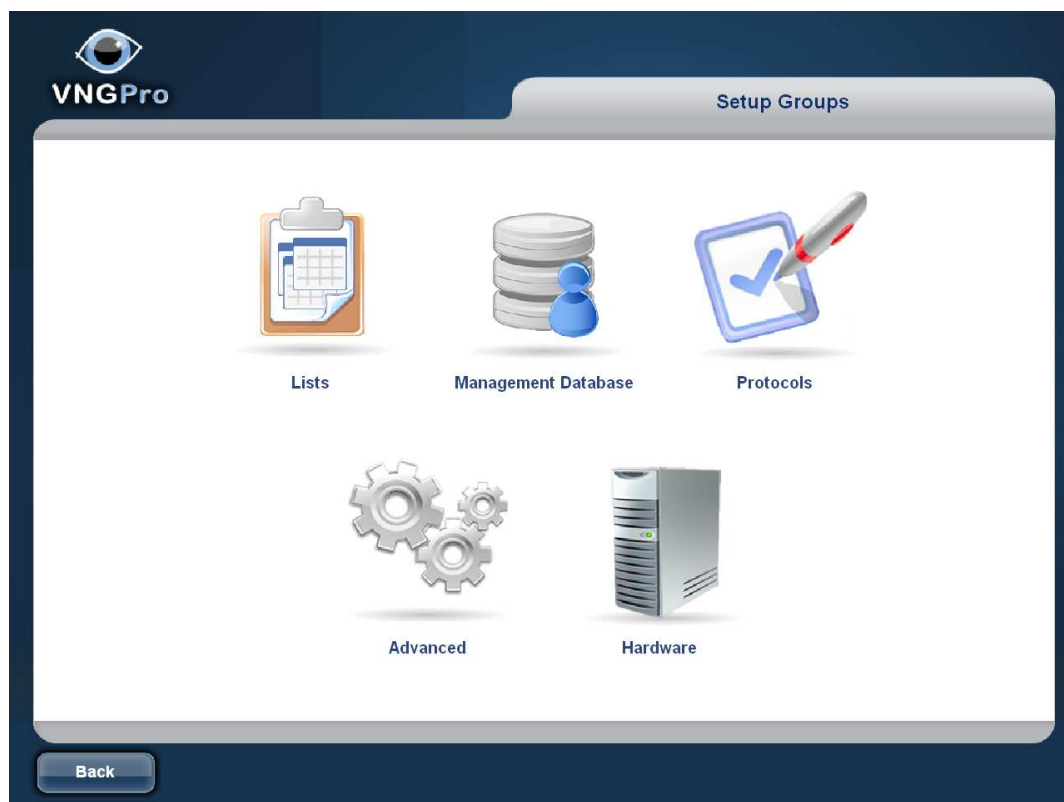 VNGPro
Setup Groups
Lists
Management Database
Protocols
Advanced
Hardware
Back